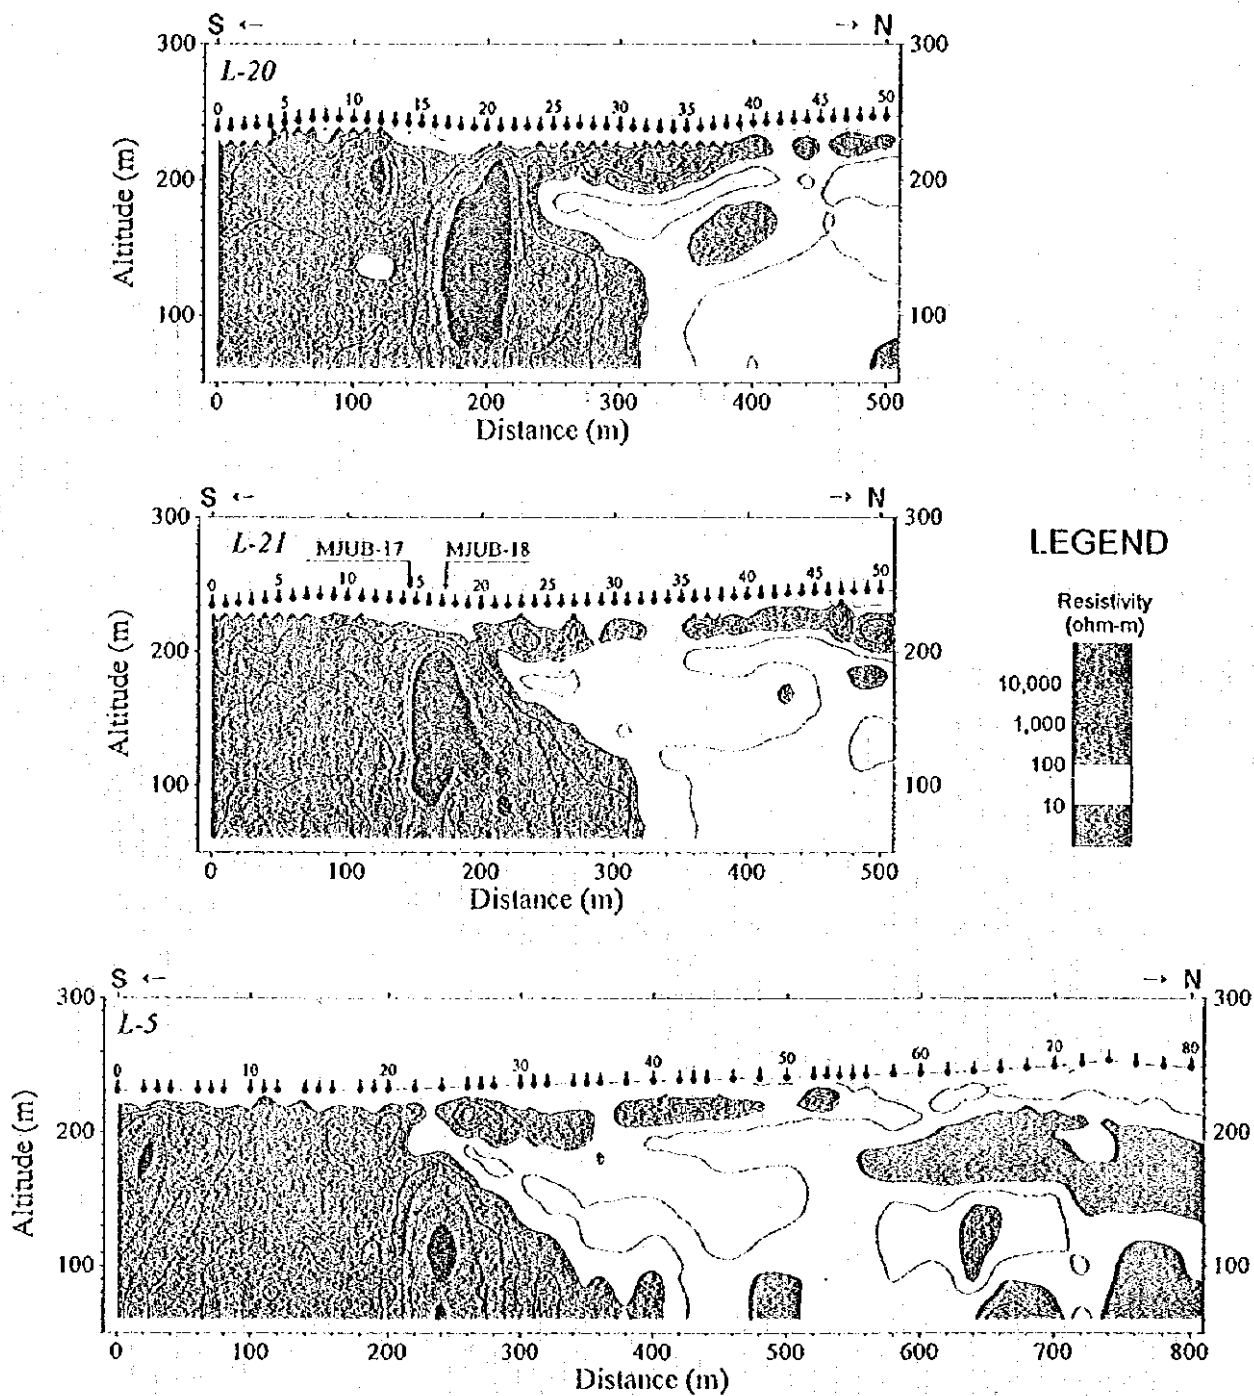 S ← → N
300 300
L-20
0 5 10 15 20 25 30 35 40 45 50
200 200
Altitude (m)
100 100
0 100 200 300 400 500
Distance (m)
S ← → N
300 300
L-21 MJUB-17 MJUB-18
0 5 10 15 20 25 30 35 40 45 50
200 200
Altitude (m)
100 100
0 100 200 300 400 500
Distance (m)
LEGEND
Resistivity
(ohm-m)
10,000
1,000
100
10
S ← → N
300 300
L-5
0 10 20 30 40 50 60 70 80
200 200
Altitude (m)
100 100
0 100 200 300 400 500 600 700 800
Distance (m)